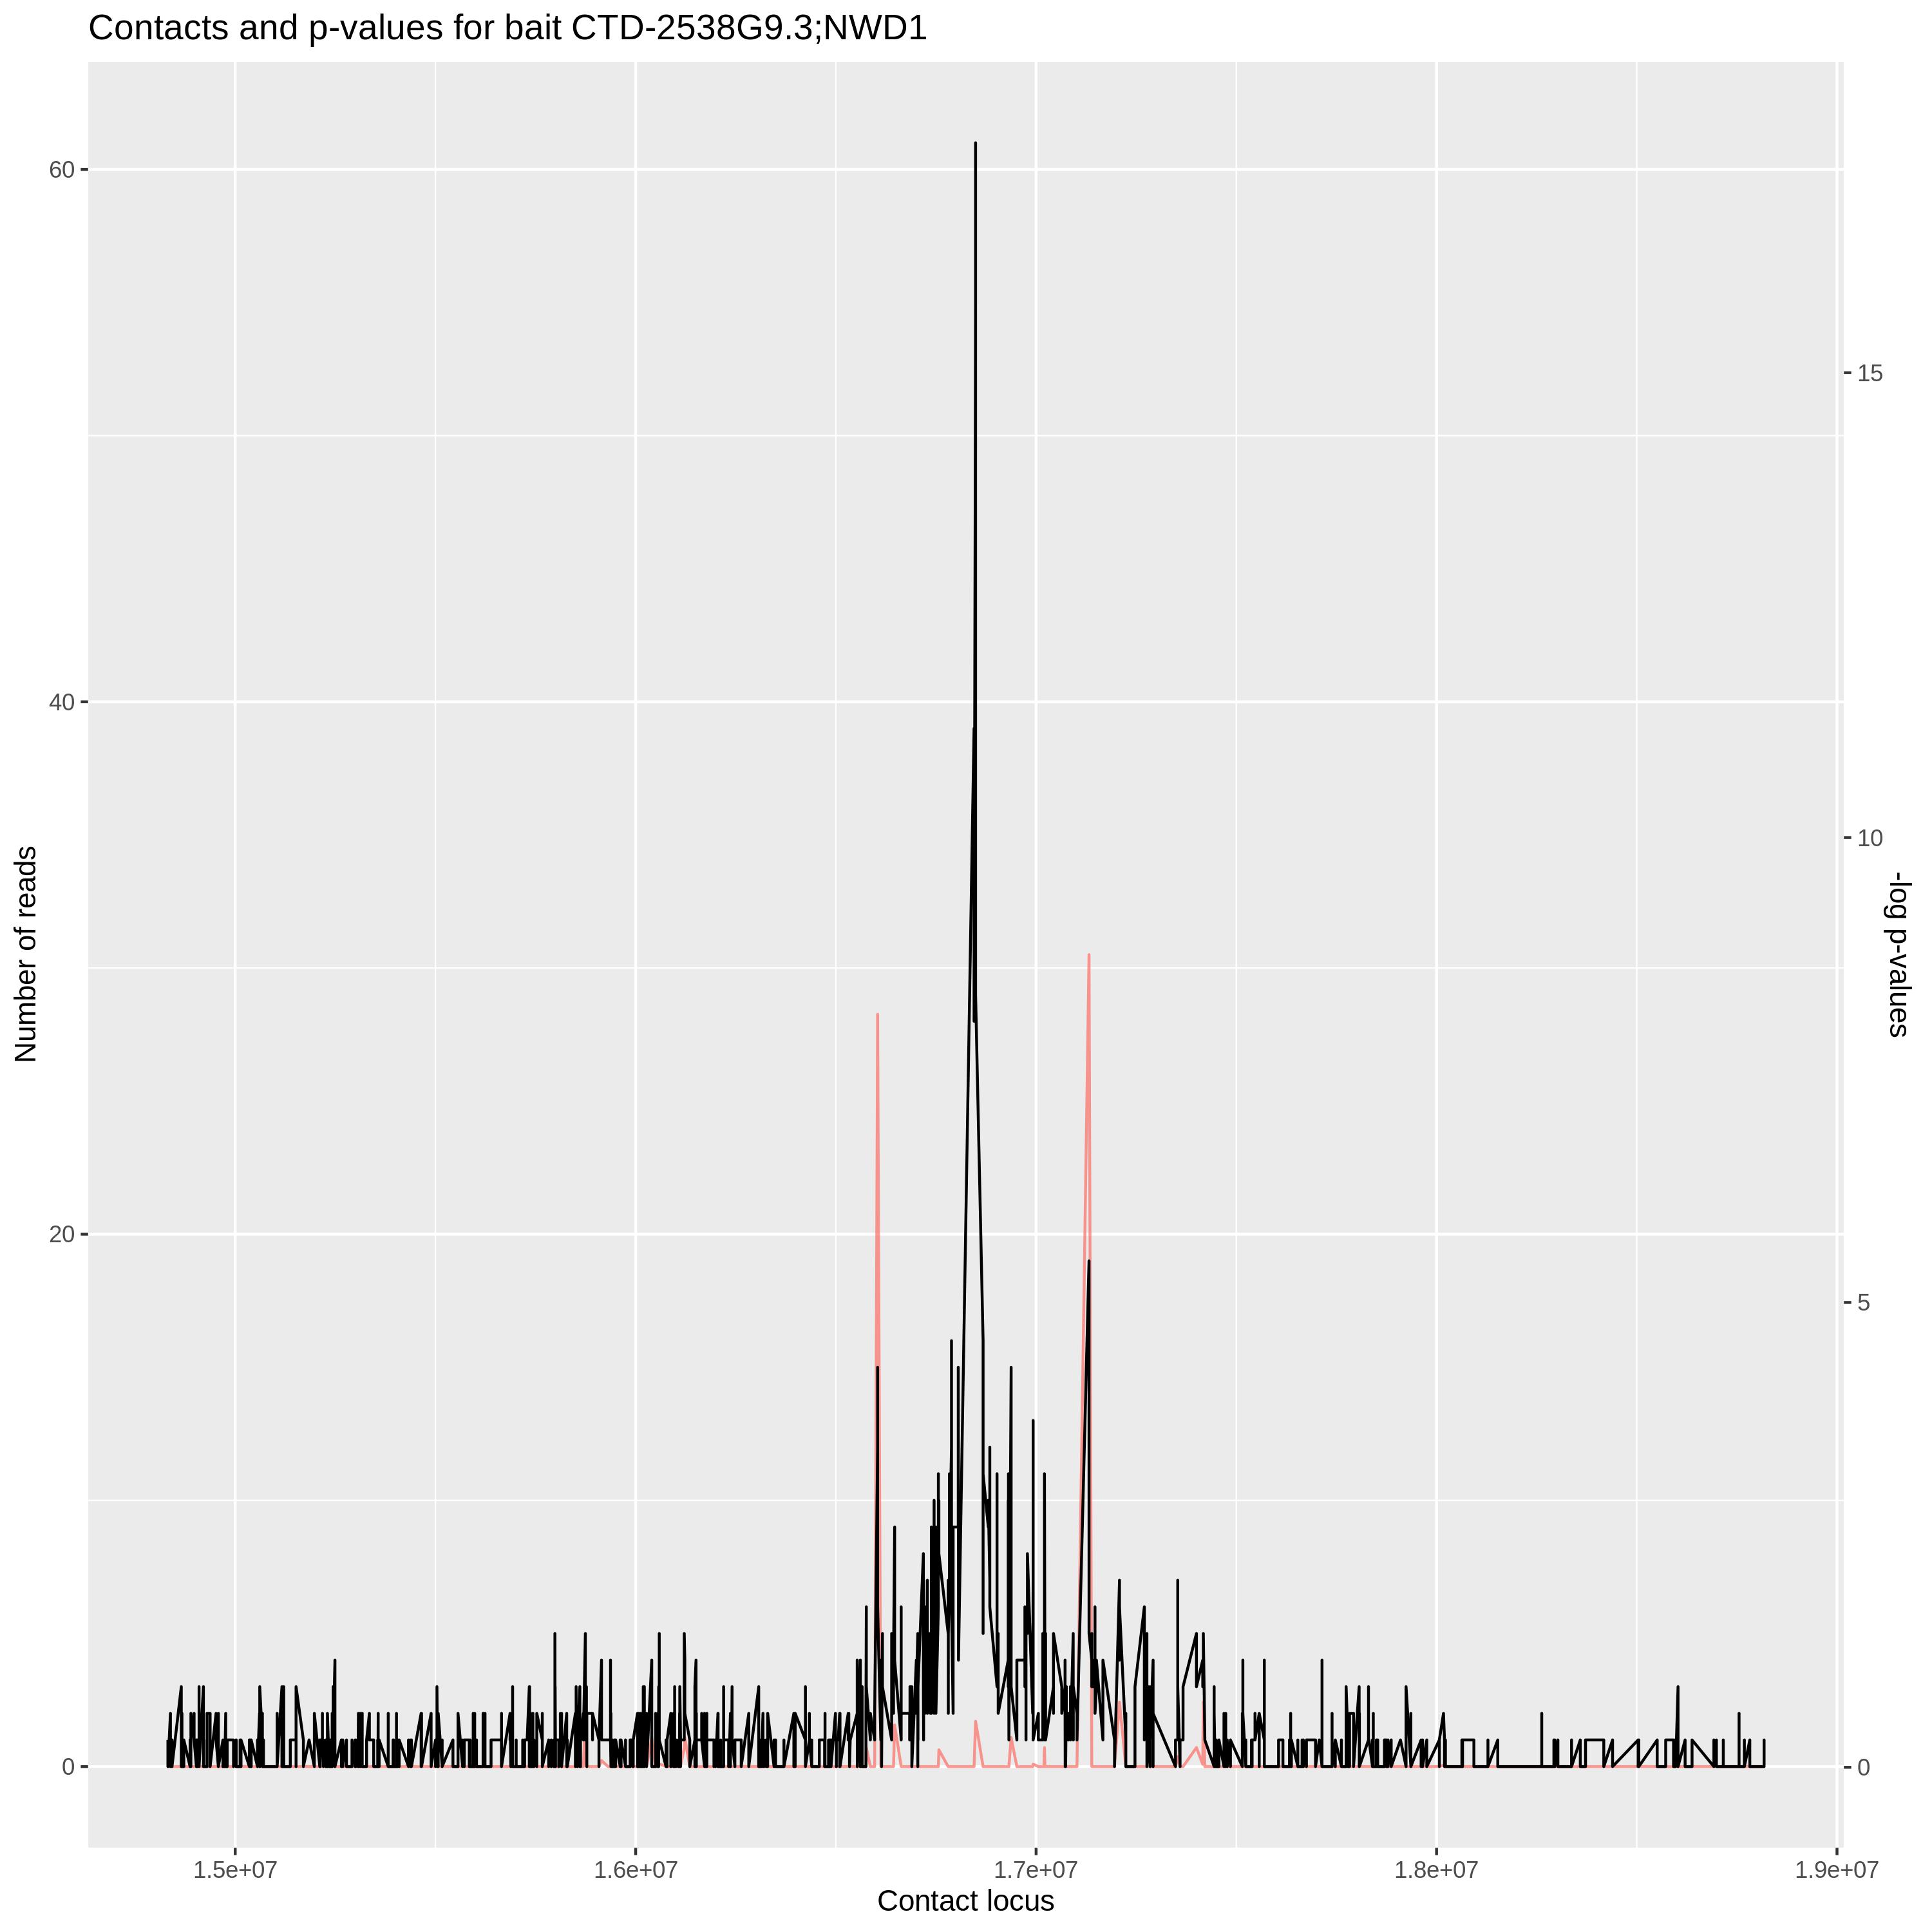 Contacts and p-values for bait CTD-2538G9.3;NWD1
60
40
20
0
Number of reads
15
10
5
0
-log p-values
1.5e+07
1.6e+07
1.7e+07
1.8e+07
1.9e+07
Contact locus